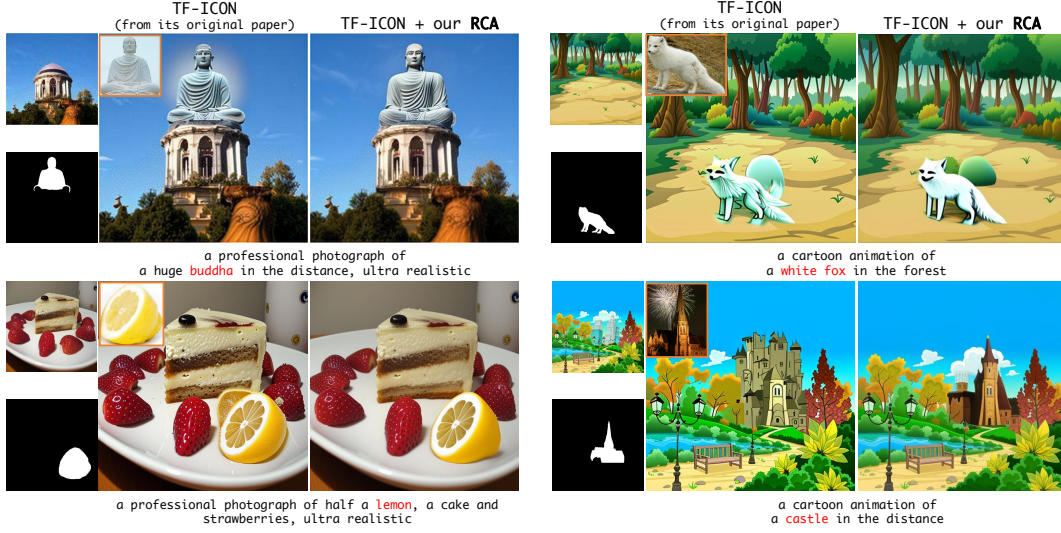 TF-ICON
(from its original paper)
TF-ICON + our RCA
TF-ICON
(from its original paper)
TF-ICON + our RCA
a professional photograph of
a huge buddha in the distance, ultra realistic
a cartoon animation of
a white fox in the forest
a professional photograph of half a lemon, a cake and
strawberries, ultra realistic
a cartoon animation of
a castle in the distance